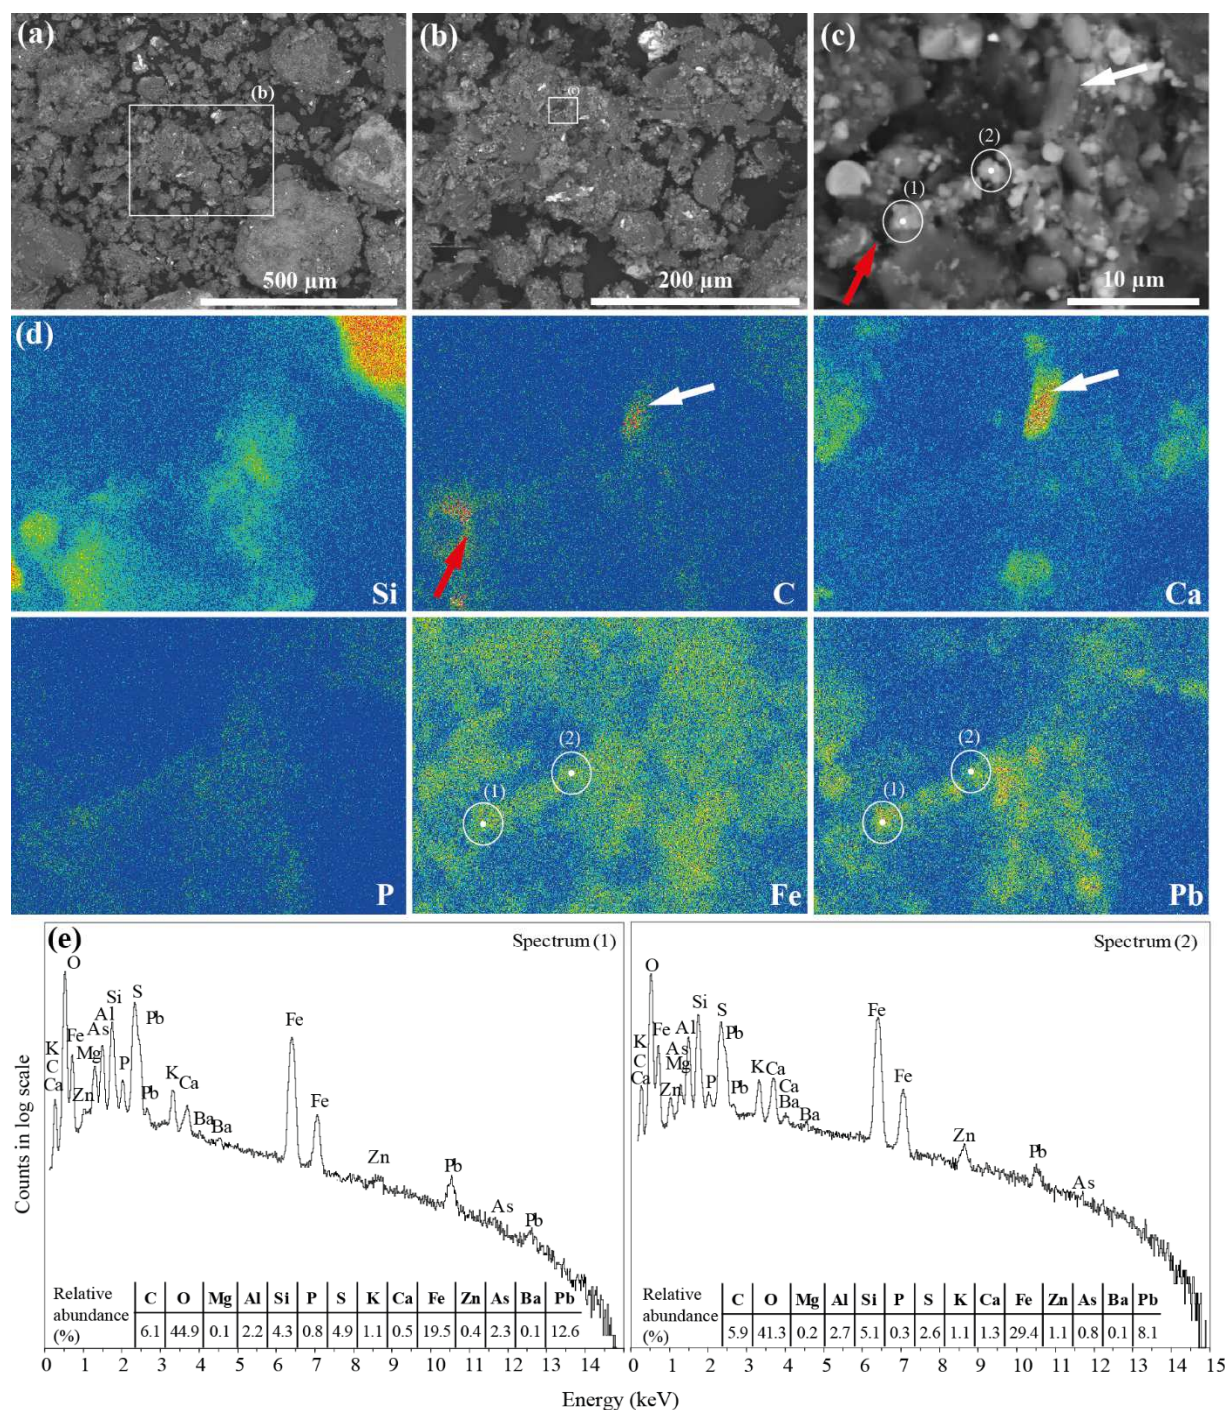 (a)
(b)
500 µm
(b)
(c)
200 µm
(c)
(2)
(1)
10 µm
(d)
Si
C
Ca
P
(2)
(1)
Fe
(2)
(1)
Pb
(e)
Spectrum (1)
O
S
Si
Pb
Al
As
Fe
Fe
K
Mg
P
C
K
Ca
Ca
Zn
Pb
Fe
Ba
Ba
Zn
Pb
As
Pb
Counts in log scale
Relative abundance (%)
C O Mg Al Si P S K Ca Fe Zn As Ba Pb
6.1 44.9 0.1 2.2 4.3 0.8 4.9 1.1 0.5 19.5 0.4 2.3 0.1 12.6
0 1 2 3 4 5 6 7 8 9 10 11 12 13 14
Spectrum (2)
O
Si
S
Fe
Fe
Al
Pb
K
As
C
Mg
P
K
Ca
Ca
Ca
Zn
Pb
Ba
Ba
Fe
Zn
Pb
As
Relative abundance (%)
C O Mg Al Si P S K Ca Fe Zn As Ba Pb
5.9 41.3 0.2 2.7 5.1 0.3 2.6 1.1 1.3 29.4 1.1 0.8 0.1 8.1
0 1 2 3 4 5 6 7 8 9 10 11 12 13 14 15
Energy (keV)